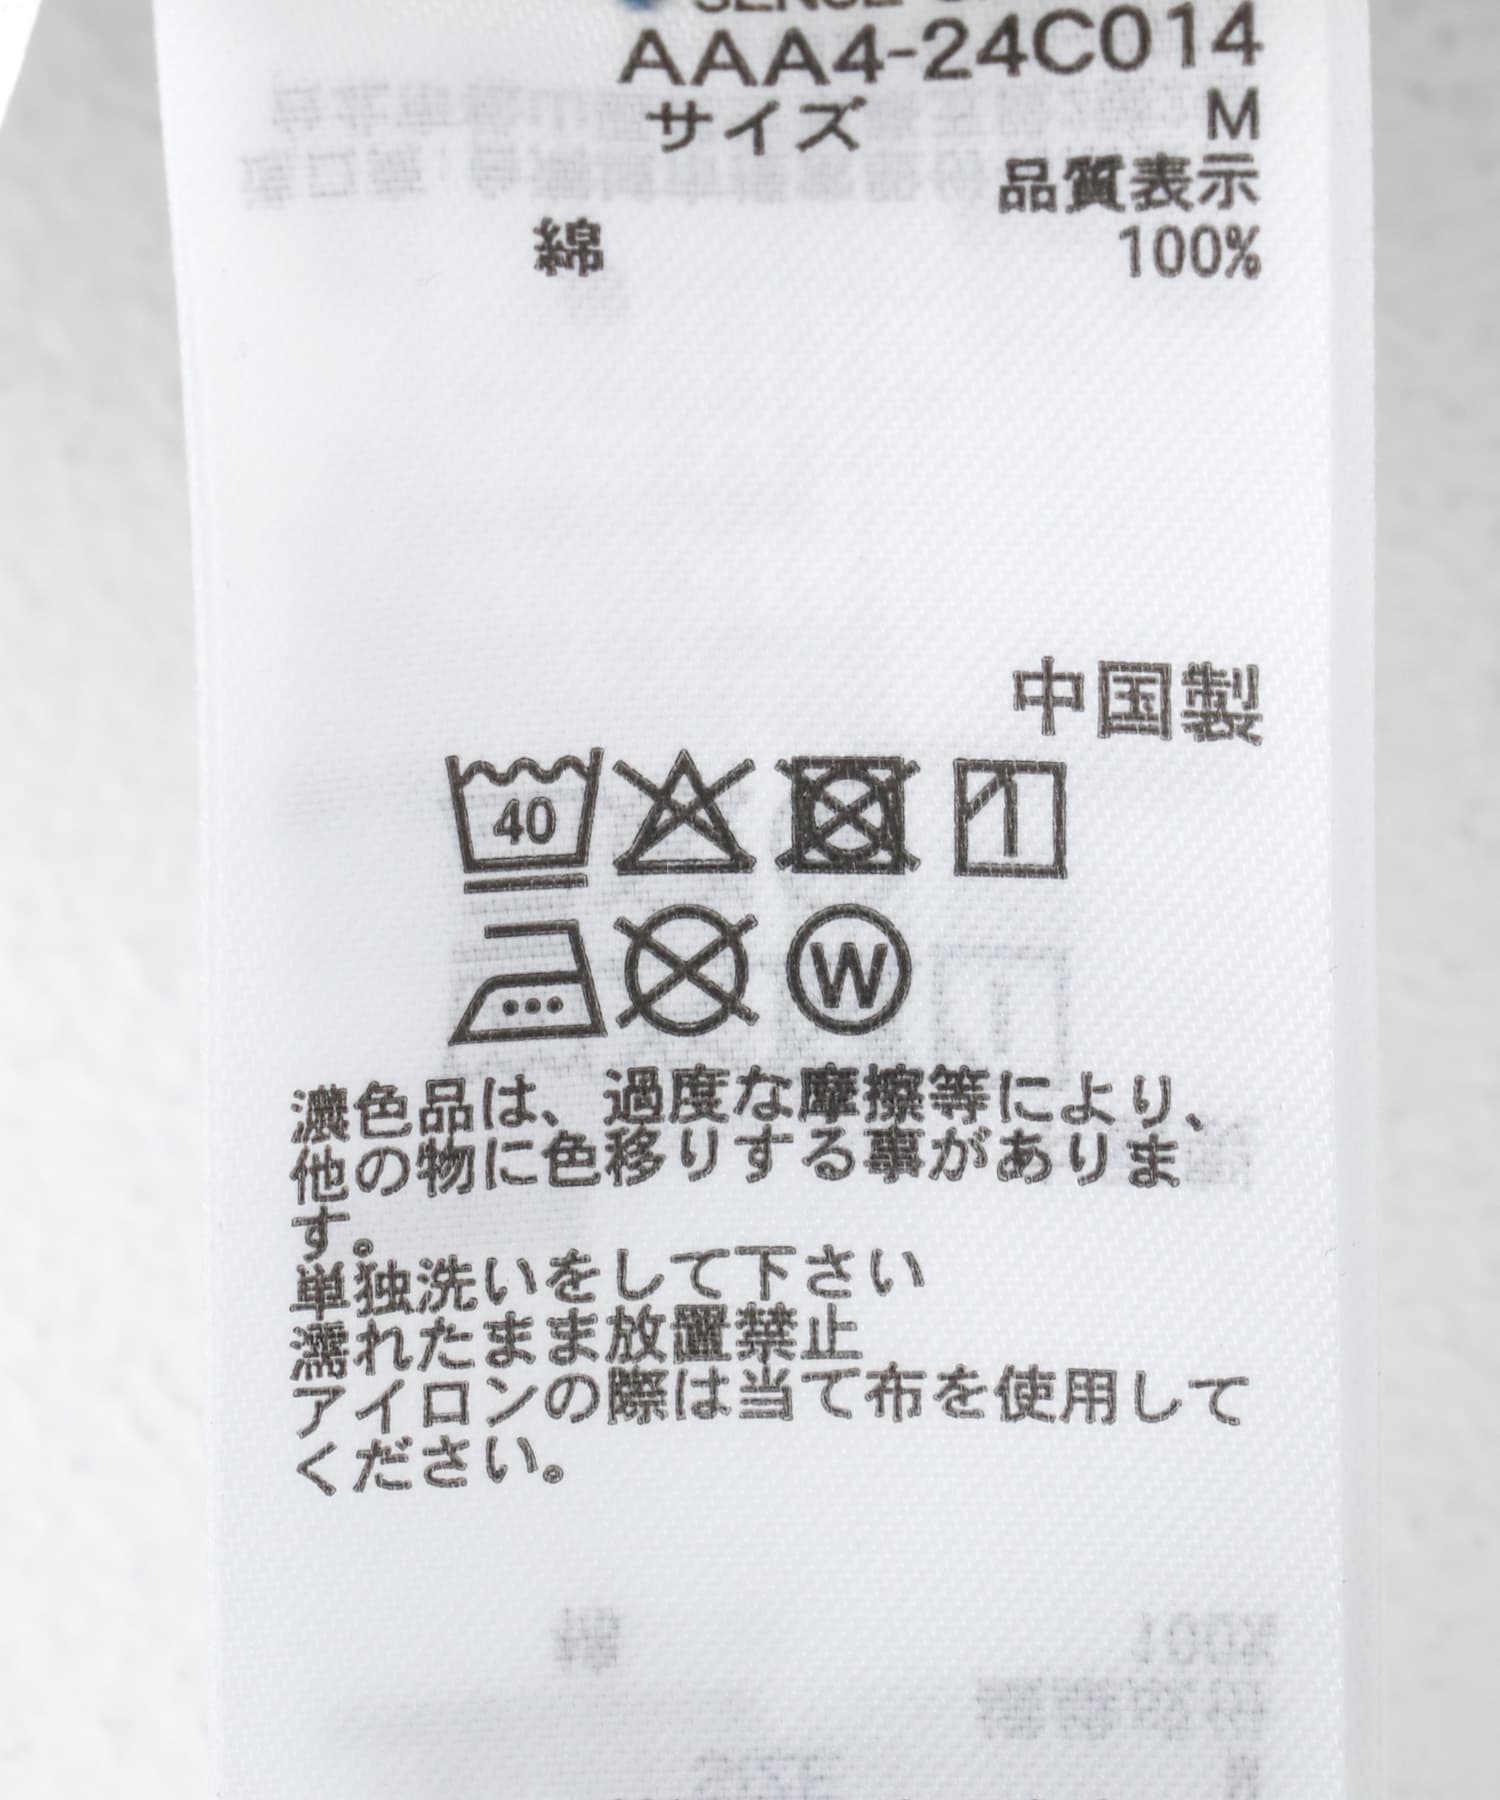 AAA4-24C014
サイズ M
品質表示
綿 100%
中国製
40
W
濃色品は、過度な摩擦等により、
他の物に色移りする事がありま
す。
単独洗いをして下さい
濡れたまま放置禁止
アイロンの際は当て布を使用して
ください。